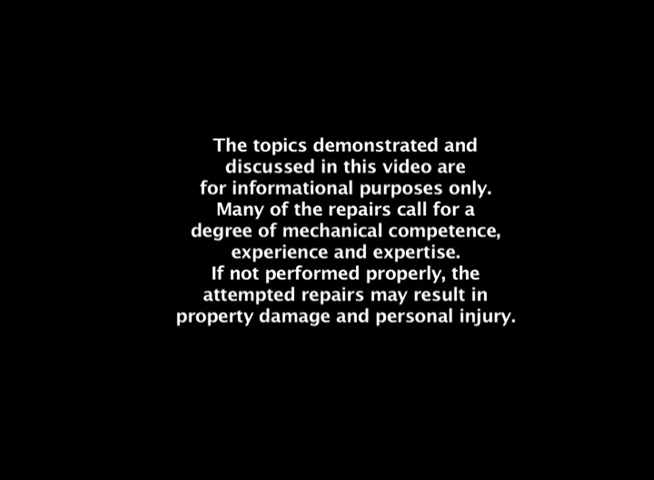 The topics demonstrated and
discussed in this video are
for informational purposes only.
Many of the repairs call for a
degree of mechanical competence,
experience and expertise.
If not performed properly, the
attempted repairs may result in
property damage and personal injury.